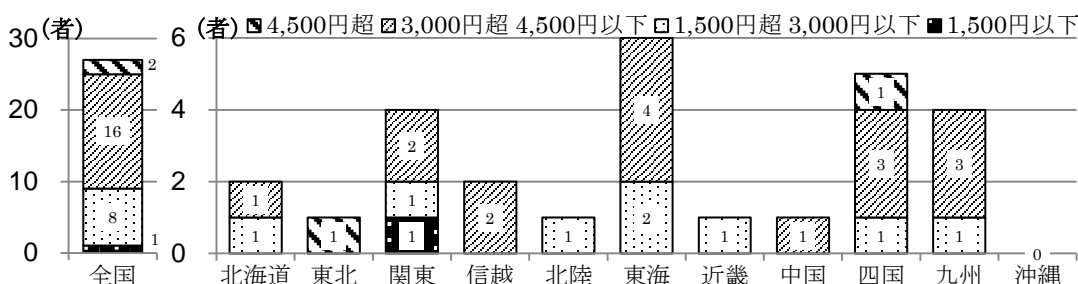 (者) (者) 4,500円超 3,000円超 4,500円以下 1,500円超 3,000円以下 1,500円以下
30 6
2
20 16 4 2 4 1 3 3
10 8 2 1 1 2 2 1 1
1 1 1 1 1 1 1 1 0
0 0
全国 北海道 東北 関東 信越 北陸 東海 近畿 中国 四国 九州 沖縄